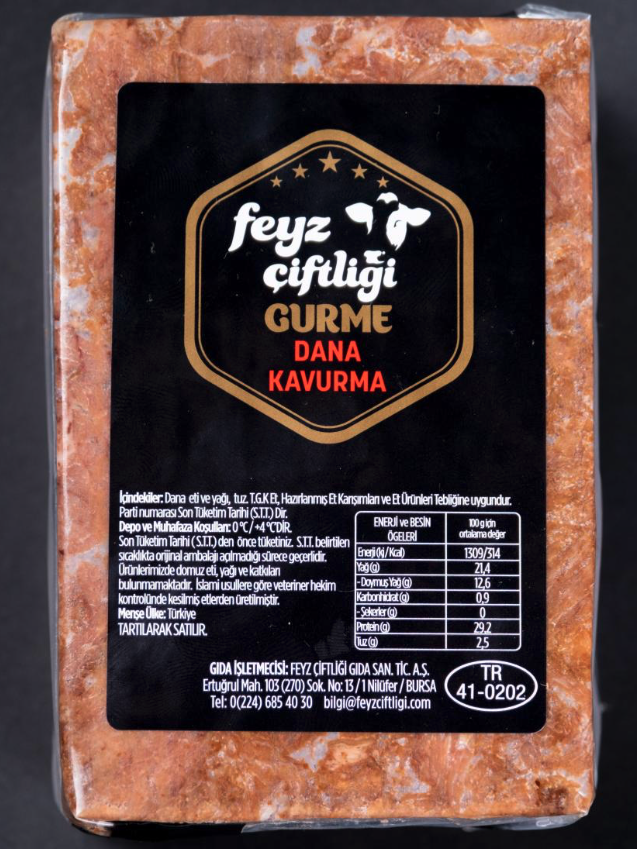 feyz
çiftliği
GURME
DANA
KAVURMA
İçindekiler: Dana eti ve yağı, tuz. T.G.K Et, Hazırlanmış Et Karışımları ve Et Ürünleri Tebliğine uygundur.
Parti numarası Son Tüketim Tarihi (S.T.T.) Dir.
Depo ve Muhafaza Koşulları: 0 °C / +4 °C'DİR.
Son Tüketim Tarihi ( S.T.T.) den önce tüketiniz. S.T.T. belirtilen
sıcaklıkta orijinal ambalajı açılmadığı sürece geçerlidir.
Ürünlerimizde domuz eti, yağı ve katkıları
bulunmamaktadır. İslami usullere göre veteriner hekim
kontrolünde kesilmiş etlerden üretilmiştir.
Menşe Ülke: Türkiye
TARTILARAK SATILIR.
ENERJİ ve BESİN ÖGELERİ 100 g için ortalama değer
Enerji (kj / Kcal) 1309/314
Yağ (g) 21,4
-Doymuş Yağ (g) 12,6
Karbonhidrat (g) 0,9
-Şekerler (g) 0
Protein (g) 29,2
Tuz (g) 2,5
GIDA İŞLETMECİSİ: FEYZ ÇİFTLİĞİ GIDA SAN. TİC. A.Ş.
Ertuğrul Mah. 103 (270) Sok. No: 13 / 1 Nilüfer / BURSA
Tel: 0(224) 685 40 30 bilgi@feyzciftligi.com
TR
41-0202